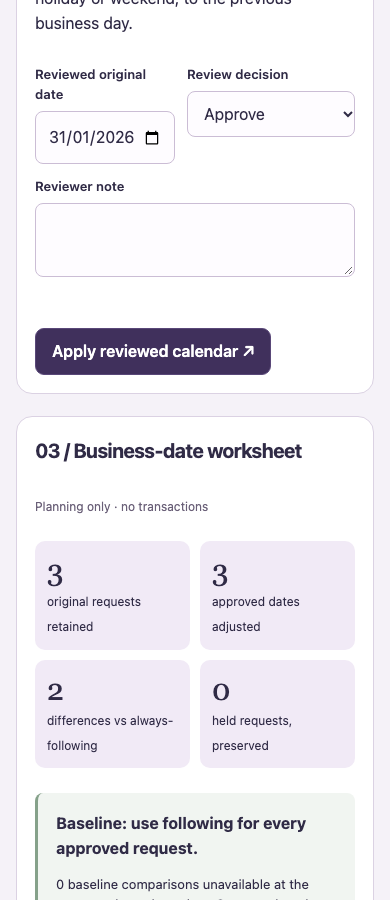 holiday or weekend, to the previous
business day.
Reviewed original
date
Review decision
31/01/2026
Approve
Reviewer note
Apply reviewed calendar ↗
03 / Business-date worksheet
Planning only · no transactions
3
original requests
retained
3
approved dates
adjusted
2
differences vs always-
following
0
held requests,
preserved
Baseline: use following for every
approved request.
0 baseline comparisons unavailable at the